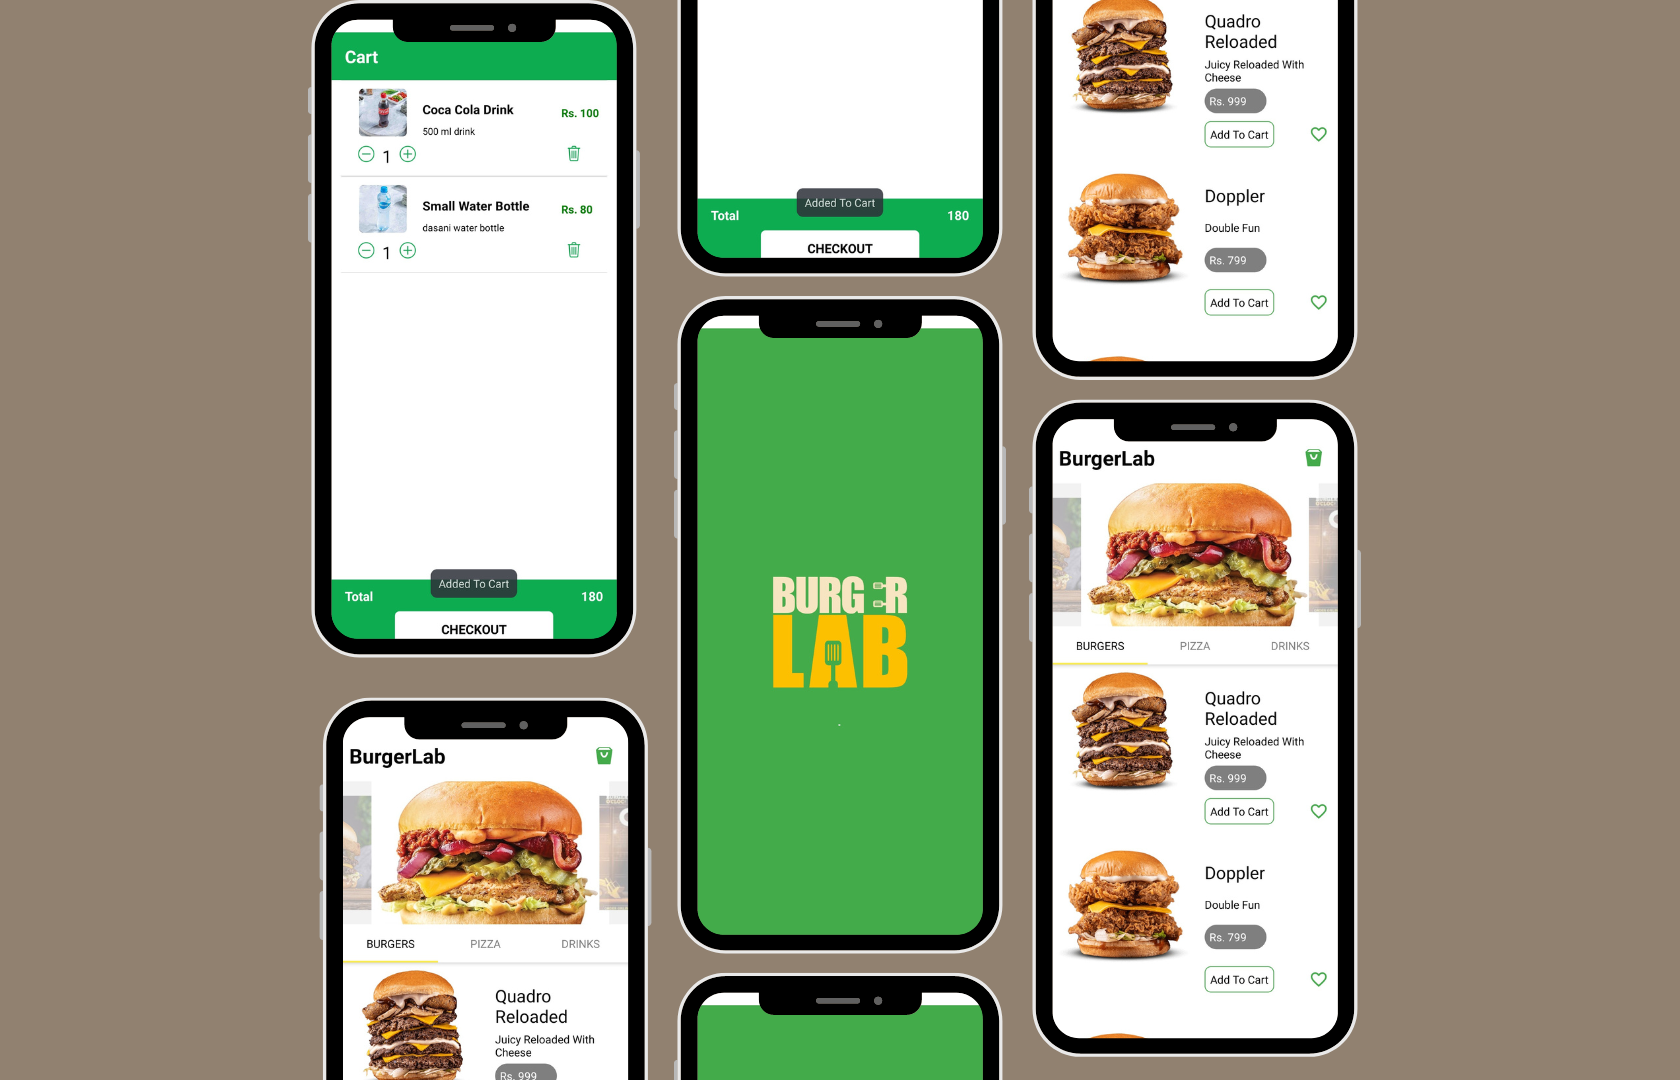 Cart
Coca Cola Drink
Rs. 100
500 ml drink
1
Small Water Bottle
Rs. 80
dasani water bottle
1
Added To Cart
Total
180
CHECKOUT
BurgerLab
BURGERS
PIZZA
DRINKS
Quadro
Reloaded
Juicy Reloaded With
Cheese
Rs. 999
Added To Cart
Total
180
CHECKOUT
BURGER
LAB
Quadro
Reloaded
Juicy Reloaded With
Cheese
Rs. 999
Add To Cart
Doppler
Double Fun
Rs. 799
Add To Cart
BurgerLab
BURGERS
PIZZA
DRINKS
Quadro
Reloaded
Juicy Reloaded With
Cheese
Rs. 999
Add To Cart
Doppler
Double Fun
Rs. 799
Add To Cart